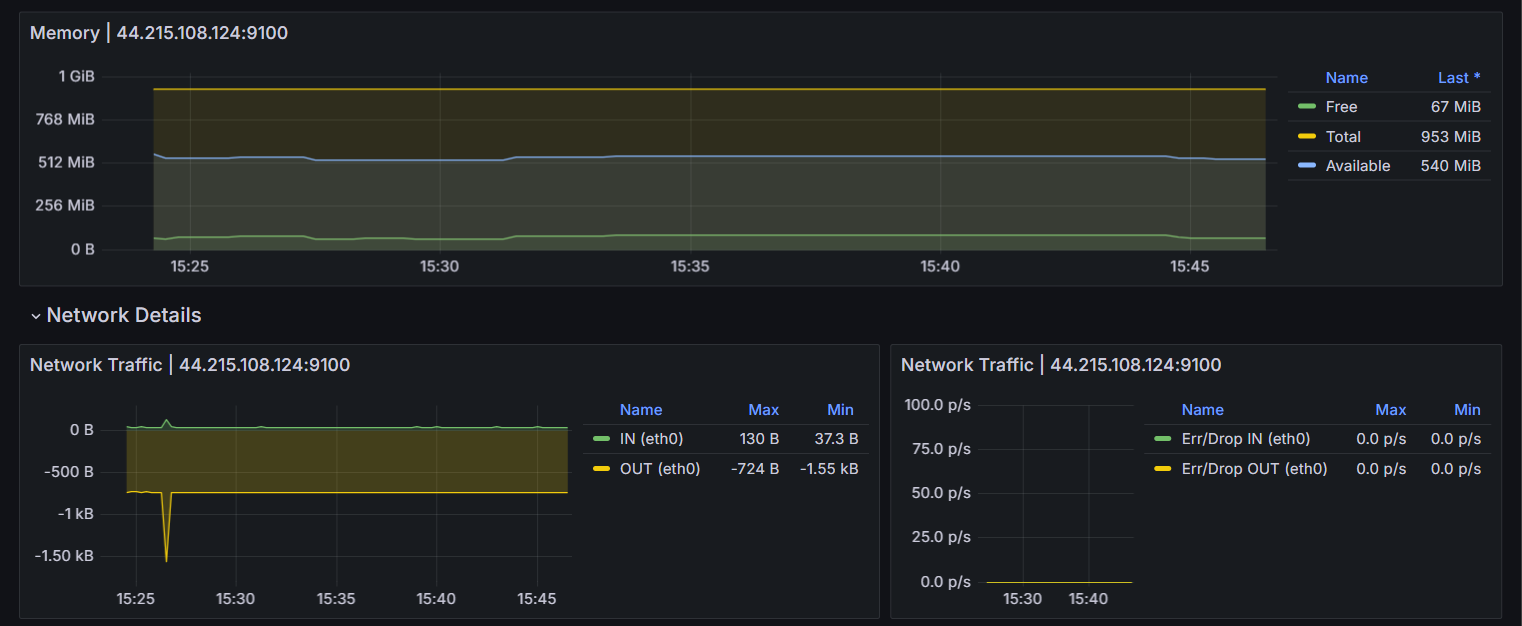 Memory | 44.215.108.124:9100
1 GiB
768 MiB
512 MiB
256 MiB
0 B
15:25 15:30 15:35 15:40 15:45
Name Last *
Free 67 MiB
Total 953 MiB
Available 540 MiB
Network Details
Network Traffic | 44.215.108.124:9100
0 B
-500 B
-1 kB
-1.50 kB
15:25 15:30 15:35 15:40 15:45
Name Max Min
IN (eth0) 130 B 37.3 B
OUT (eth0) -724 B -1.55 kB
Network Traffic | 44.215.108.124:9100
100.0 p/s
75.0 p/s
50.0 p/s
25.0 p/s
0.0 p/s
15:30 15:40
Name Max Min
Err/Drop IN (eth0) 0.0 p/s 0.0 p/s
Err/Drop OUT (eth0) 0.0 p/s 0.0 p/s